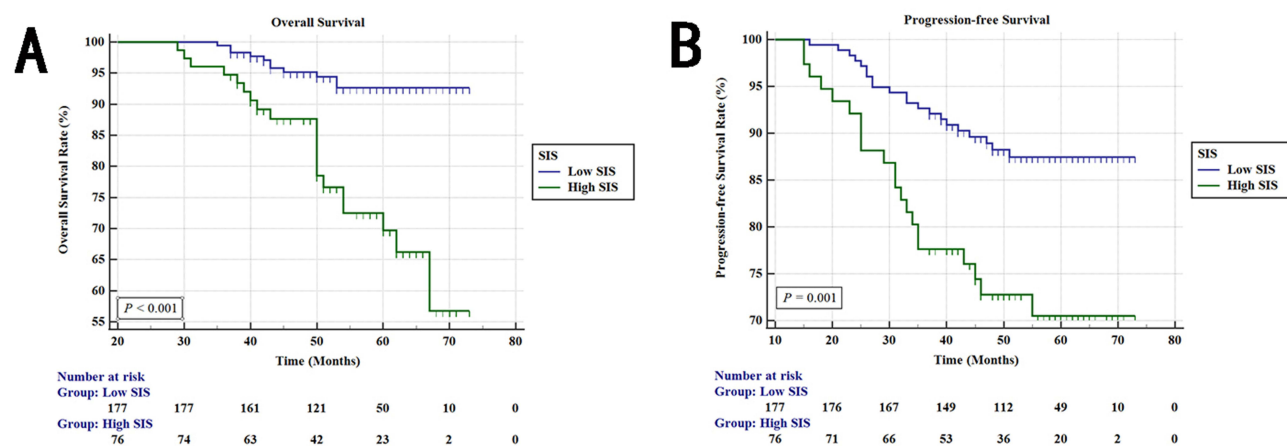 A
Overall Survival
Overall Survival Rate (%)
100
95
90
85
80
75
70
65
60
55
P < 0.001
20 30 40 50 60 70 80
Time (Months)
SIS
Low SIS
High SIS
Number at risk
Group: Low SIS
177 177 161 121 50 10 0
Group: High SIS
76 74 63 42 23 2 0
B
Progression-free Survival
Progression-free Survival Rate (%)
100
95
90
85
80
75
70
P = 0.001
10 20 30 40 50 60 70 80
Time (Months)
SIS
Low SIS
High SIS
Number at risk
Group: Low SIS
177 176 167 149 112 49 10 0
Group: High SIS
76 71 66 53 36 20 2 0